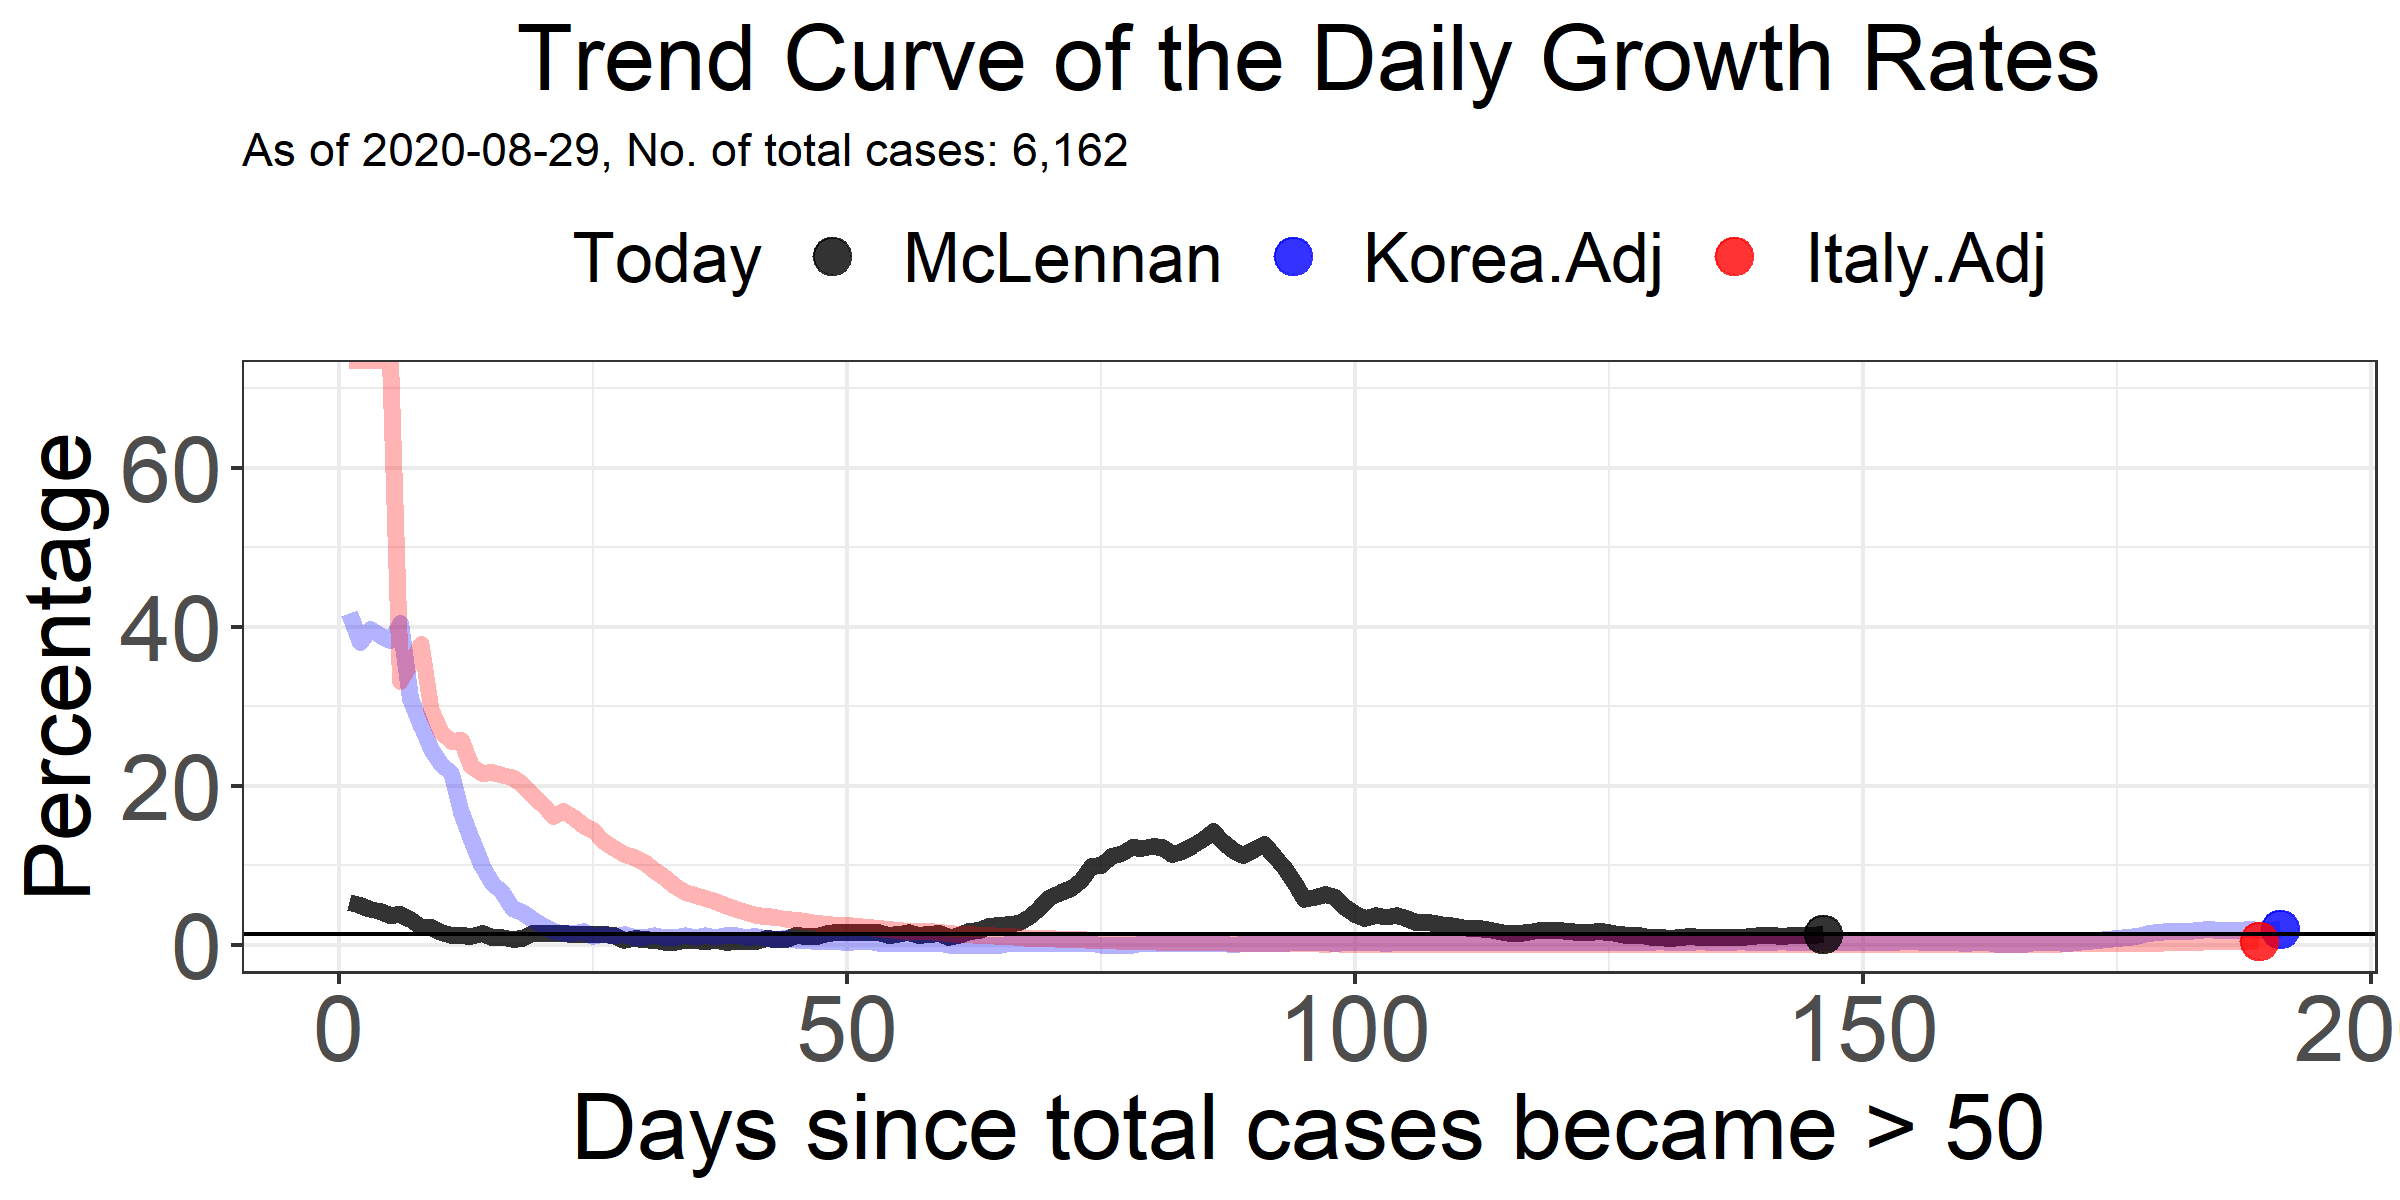 Trend Curve of the Daily Growth Rates
As of 2020-08-29, No. of total cases: 6,162
Today McLennan Korea.Adj Italy.Adj
Percentage
60
40
20
0
0 50 100 150 20
Days since total cases became > 50